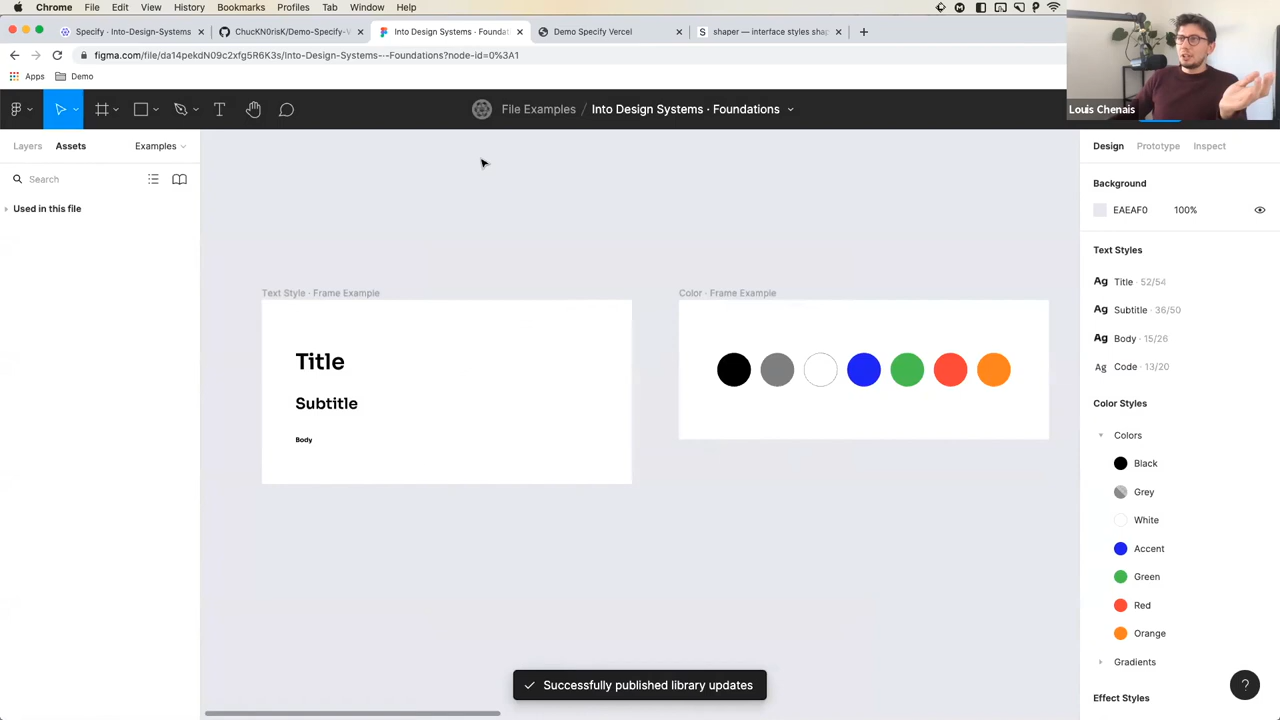 Chrome File Edit View History Bookmarks Profiles Tab Window Help
Specify - Into-Design-Systems
ChucKN0risK/Demo-Specify-V
Into Design Systems · Foundat
Demo Specify Vercel
shaper — interface styles shap
figma.com/file/da14pekdN09c2xfg5R6K3s/Into-Design-Systems-·-Foundations?node-id=0%3A1
Apps Demo
Louis Chenais
File Examples / Into Design Systems · Foundations
Layers Assets Examples
Search
Used in this file
Text Style · Frame Example
Title
Subtitle
Body
Color · Frame Example
Successfully published library updates
Design Prototype Inspect
Background
EAEAF0 100%
Text Styles
Ag Title · 52/54
Ag Subtitle · 36/50
Ag Body · 15/26
Ag Code · 13/20
Color Styles
Colors
Black
Grey
White
Accent
Green
Red
Orange
Gradients
Effect Styles
?